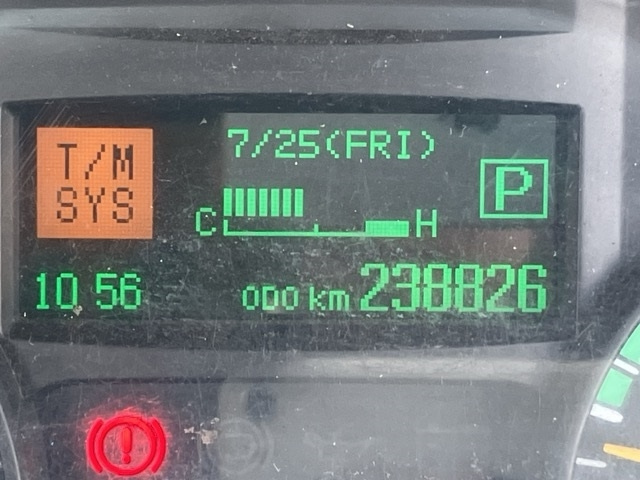 T/M
SYS
7/25(FRI)
P
C H
10 56
ODO km 238826